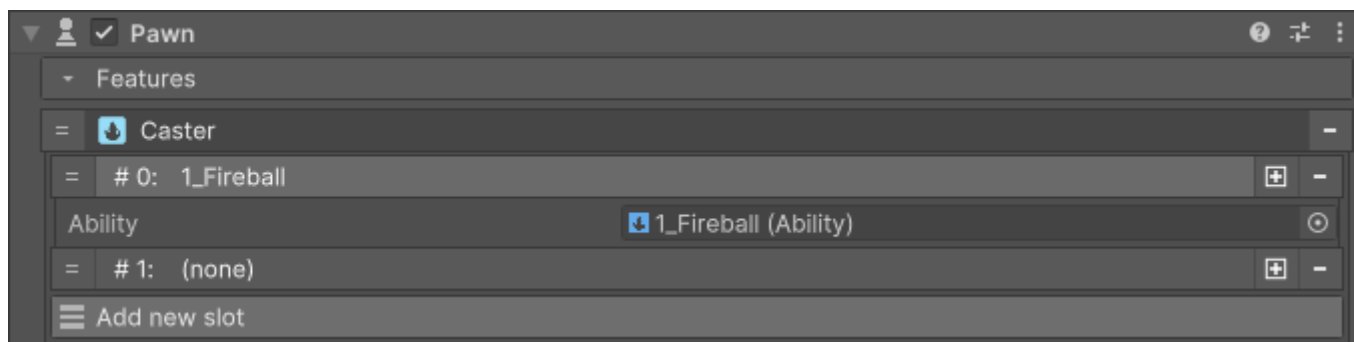 Pawn
Features
= Caster -
= # 0: 1_Fireball -
Ability 1_Fireball (Ability)
= # 1: (none) -
Add new slot